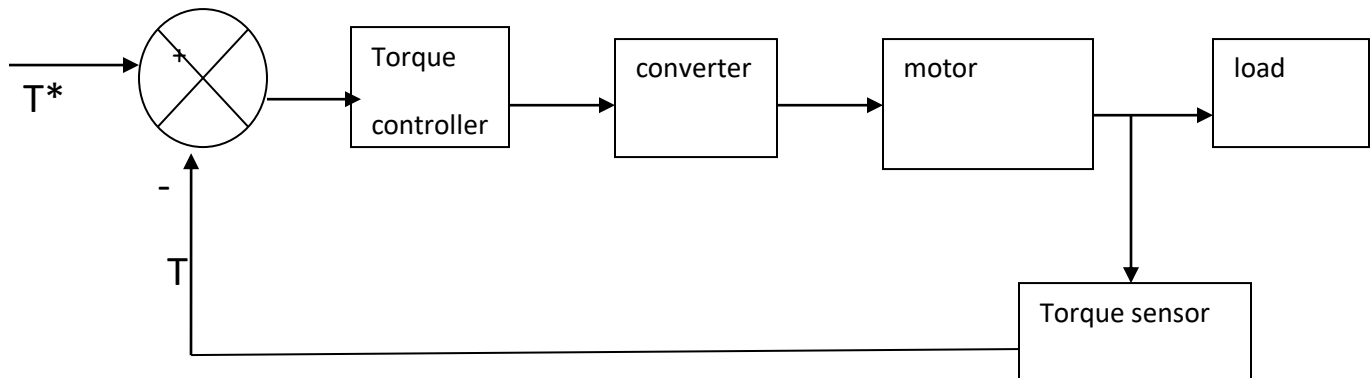 +
T*
Torque
controller
converter
motor
load
-
T
Torque sensor